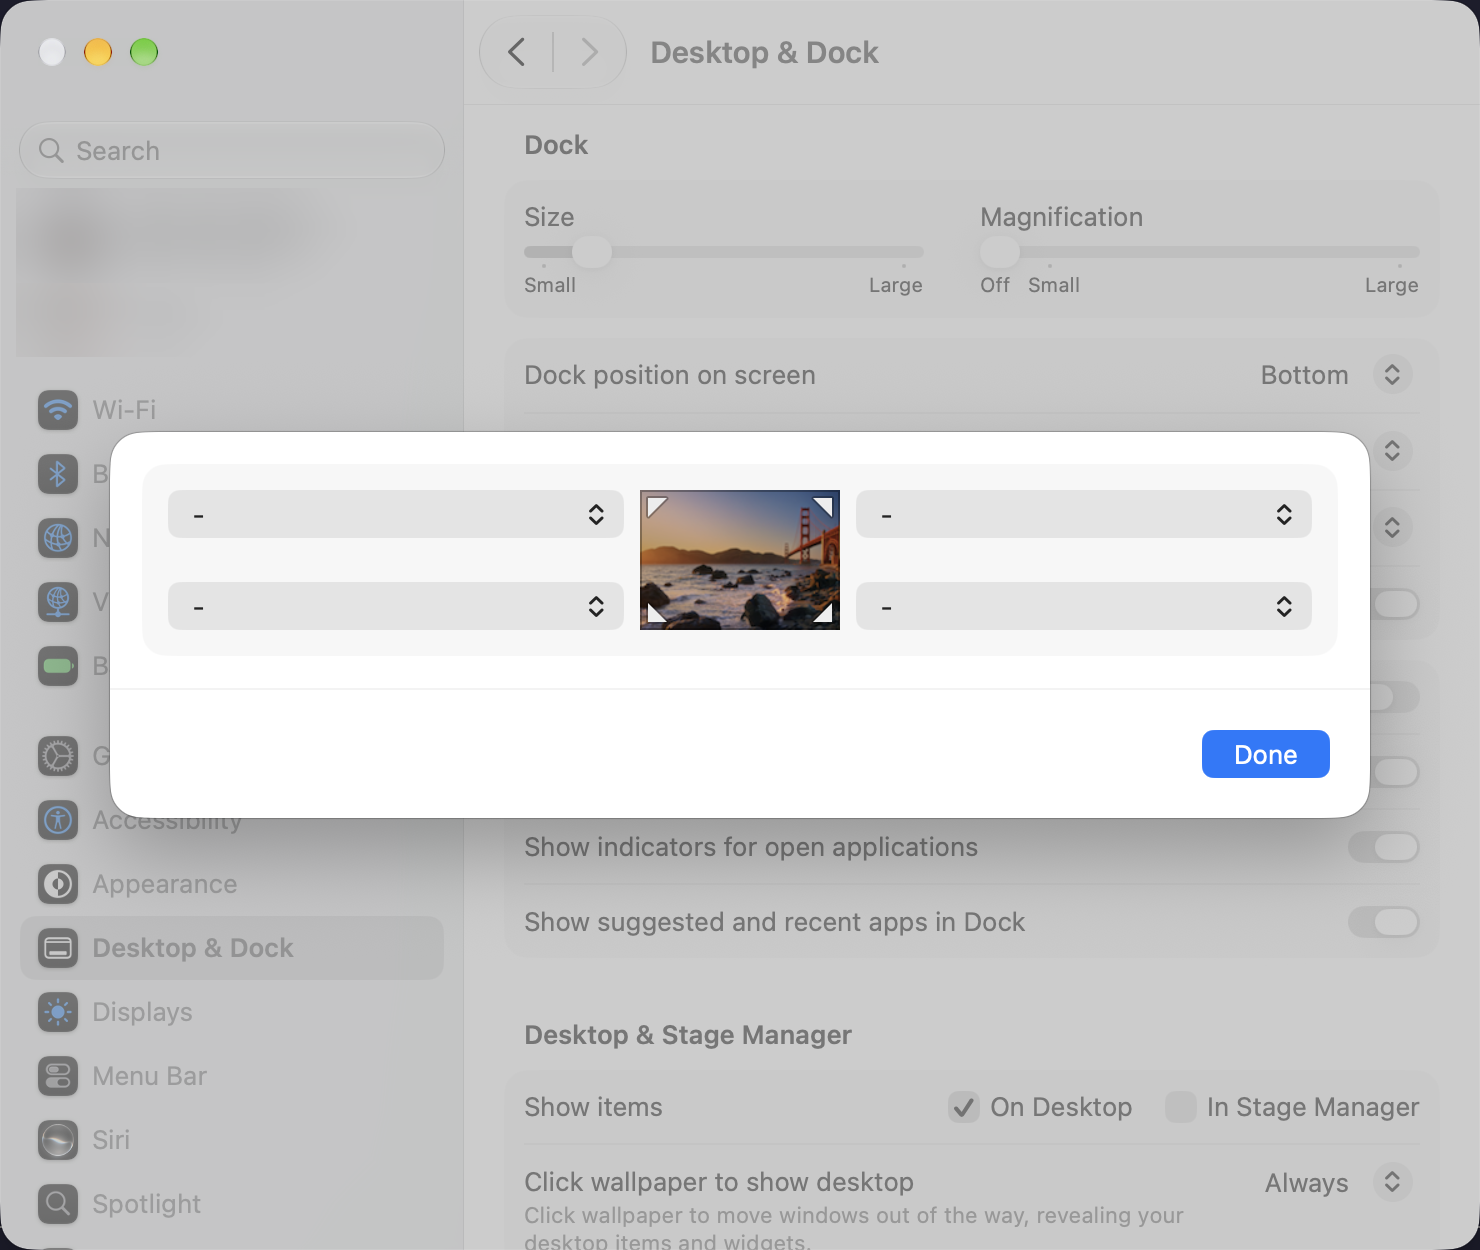 Desktop & Dock
Search
Dock
Size
Magnification
Small
Large
Off
Small
Large
Dock position on screen
Bottom
Wi-Fi
B
N
V
B
G
-
-
-
-
Done
Accessibility
Appearance
Desktop & Dock
Displays
Menu Bar
Siri
Spotlight
Show indicators for open applications
Show suggested and recent apps in Dock
Desktop & Stage Manager
Show items
On Desktop
In Stage Manager
Click wallpaper to show desktop
Always
Click wallpaper to move windows out of the way, revealing your
desktop items and widgets.